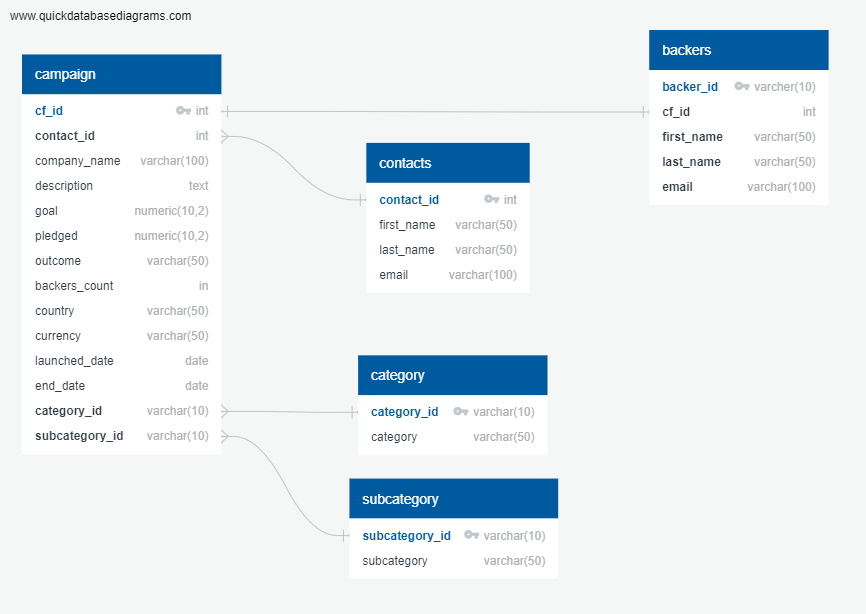 www.quickdatabasediagrams.com
campaign
cf_id int
contact_id int
company_name varchar(100)
description text
goal numeric(10,2)
pledged numeric(10,2)
outcome varchar(50)
backers_count in
country varchar(50)
currency varchar(50)
launched_date date
end_date date
category_id varchar(10)
subcategory_id varchar(10)
contacts
contact_id int
first_name varchar(50)
last_name varchar(50)
email varchar(100)
category
category_id varchar(10)
category varchar(50)
subcategory
subcategory_id varchar(10)
subcategory varchar(50)
backers
backer_id varcher(10)
cf_id int
first_name varchar(50)
last_name varchar(50)
email varchar(100)